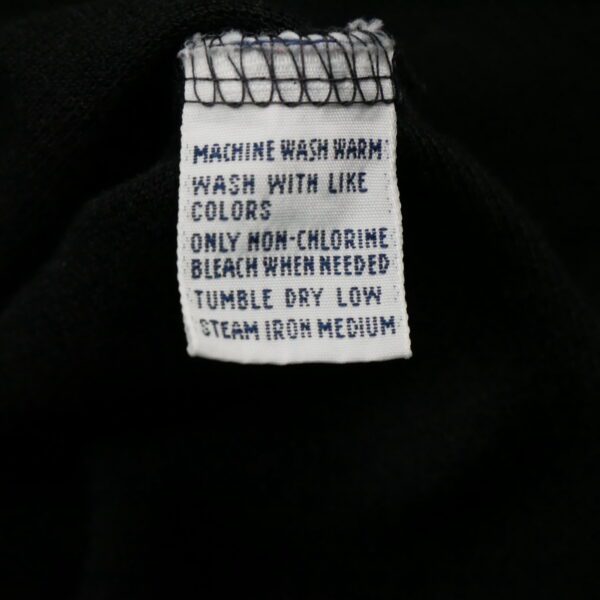 MACHINE WASH WARM
WASH WITH LIKE
COLORS
ONLY NON-CHLORINE
BLEACH WHEN NEEDED
TUMBLE DRY LOW
STEAM IRON MEDIUM